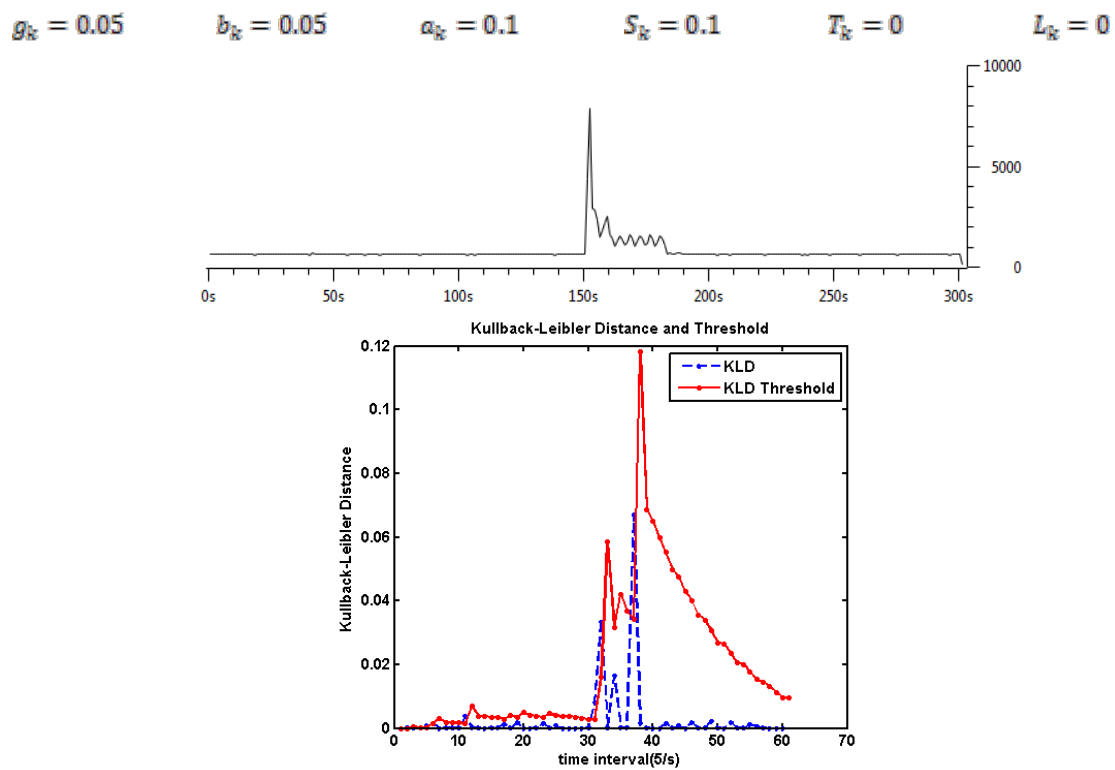 g_k = 0.05 b_k = 0.05 a_k = 0.1 S_k = 0.1 T_k = 0 L_k = 0
10000
5000
0
0s 50s 100s 150s 200s 250s 300s
Kullback-Leibler Distance and Threshold
0.12
0.1
0.08
0.06
0.04
0.02
0
KLD
KLD Threshold
Kullback-Leibler Distance
0 10 20 30 40 50 60 70
time interval(5/s)